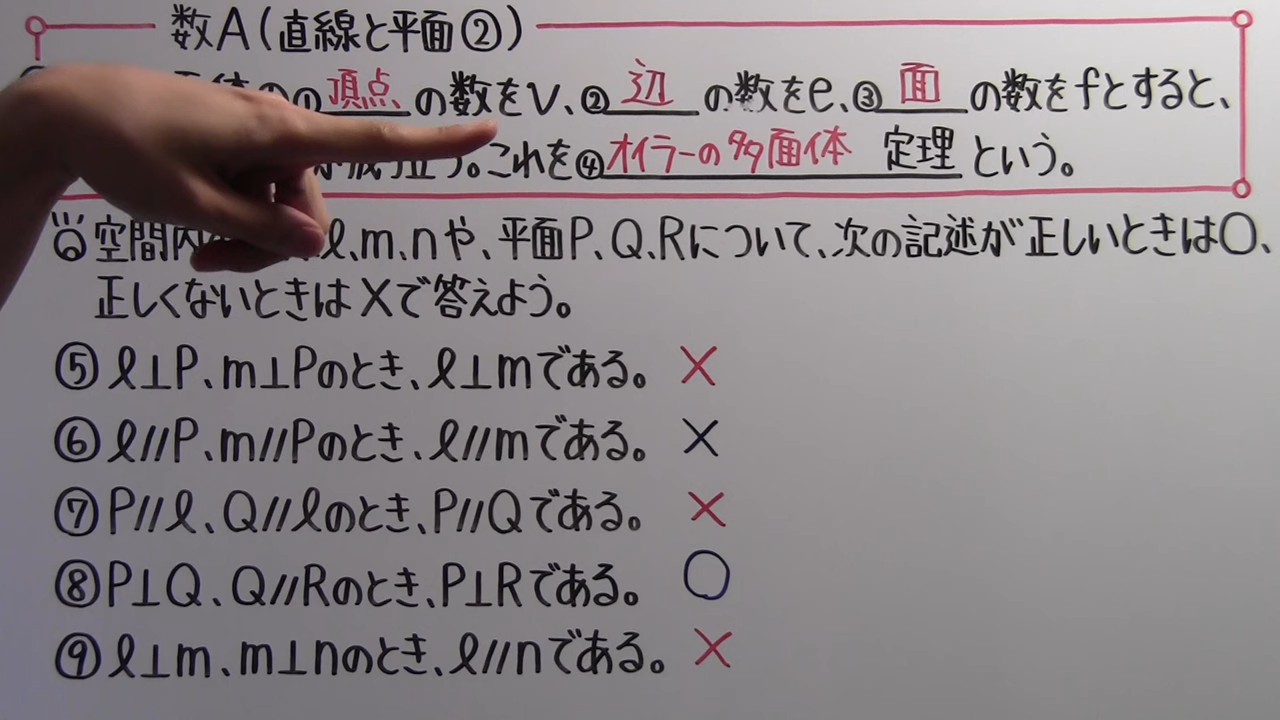 数A(直線と平面②)
の① 頂点 の数をv、② 辺 の数をe、③ 面 の数をfとすると、
立つ。これを④ オイラーの多面体 定理 という。
空間内 ℓ、m、nや、平面P、Q、Rについて、次の記述が正しいときは○、
正しくないときは×で答えよう。
⑤ ℓ⊥P、m⊥Pのとき、ℓ⊥mである。 ×
⑥ ℓ//P、m//Pのとき、ℓ//mである。 ×
⑦ P//ℓ、Q//ℓのとき、P//Qである。 ×
⑧ P⊥Q、Q//Rのとき、P⊥Rである。 ○
⑨ ℓ⊥m、m⊥nのとき、ℓ//nである。 ×